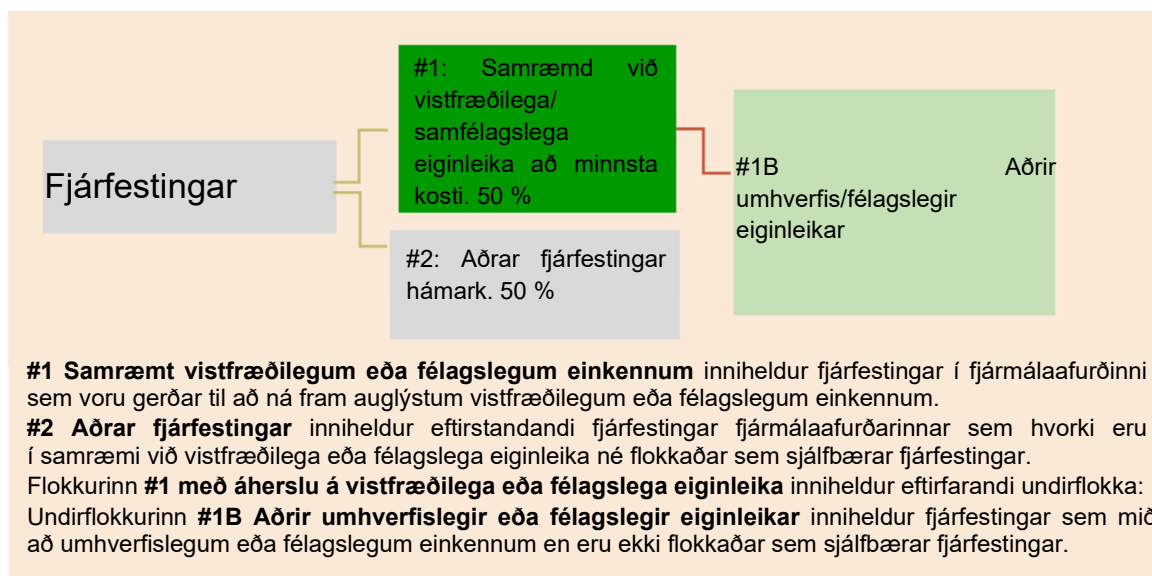 Fjárfestingar
#1: Samræmd við
vistfræðilega/
samfélagslega
eiginleika að minnsta
kosti. 50 %
#2: Aðrar fjárfestingar
hámark. 50 %
#1B Aðrir
umhverfis/félagslegir
eiginleikar
#1 Samræmt vistfræðilegum eða félagslegum einkennum inniheldur fjárfestingar í fjármálaafurðinni
sem voru gerðar til að ná fram auglýstum vistfræðilegum eða félagslegum einkennum.
#2 Aðrar fjárfestingar inniheldur eftirstandandi fjárfestingar fjármálaafurðarinnar sem hvorki eru
í samræmi við vistfræðilega eða félagslega eiginleika né flokkaðar sem sjálfbærar fjárfestingar.
Flokkurinn #1 með áherslu á vistfræðilega eða félagslega eiginleika inniheldur eftirfarandi undirflokka:
Undirflokkurinn #1B Aðrir umhverfislegir eða félagslegir eiginleikar inniheldur fjárfestingar sem mið
að umhverfislegum eða félagslegum einkennum en eru ekki flokkaðar sem sjálfbærar fjárfestingar.